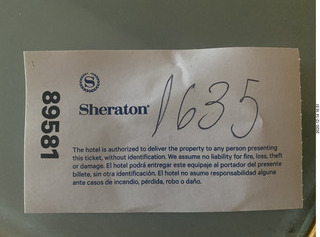 Sheraton
1635
89581
The hotel is authorized to deliver the property to any person presenting
this ticket, without identification. We assume no liability for fire, loss, theft
or damage. El hotel podrá entregar este equipaje al portador del presente
billete, sin otra identificación. El hotel no asume responsabilidad alguna
ante casos de incendio, pérdida, robo o daño.